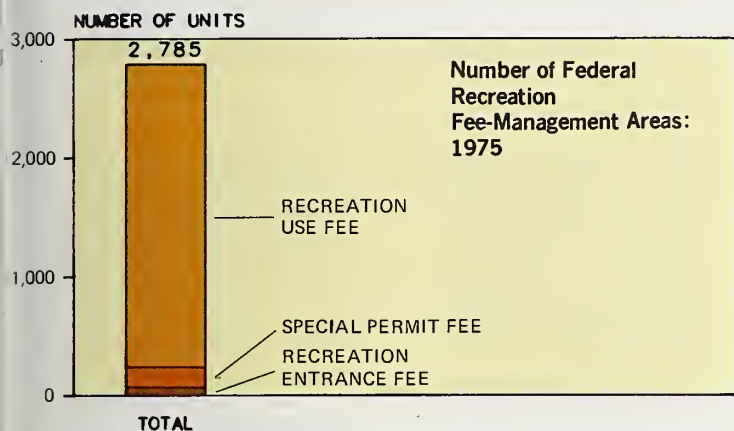 NUMBER OF UNITS
3,000
2,785
Number of Federal
Recreation
Fee-Management Areas:
1975
2,000
RECREATION
USE FEE
1,000
SPECIAL PERMIT FEE
RECREATION
ENTRANCE FEE
0
TOTAL